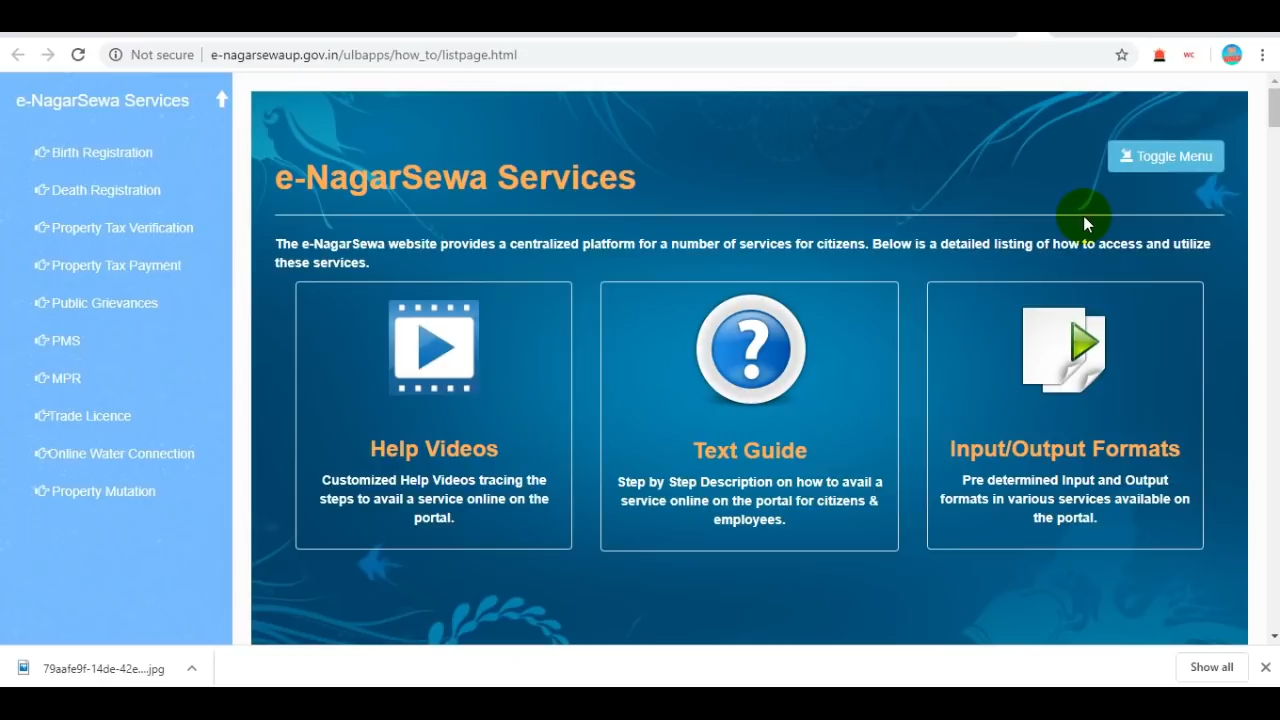 Not secure
e-nagarsewaup.gov.in/ulbapps/how_to/listpage.html
WC
e-NagarSewa Services
Birth Registration
Death Registration
Property Tax Verification
Property Tax Payment
Public Grievances
PMS
MPR
Trade Licence
Online Water Connection
Property Mutation
Toggle Menu
e-NagarSewa Services
The e-NagarSewa website provides a centralized platform for a number of services for citizens. Below is a detailed listing of how to access and utilize
these services.
Help Videos
Customized Help Videos tracing the
steps to avail a service online on the
portal.
Text Guide
Step by Step Description on how to avail a
service online on the portal for citizens &
employees.
Input/Output Formats
Pre determined Input and Output
formats in various services available on
the portal.
79aafe9f-14de-42e....jpg
Show all